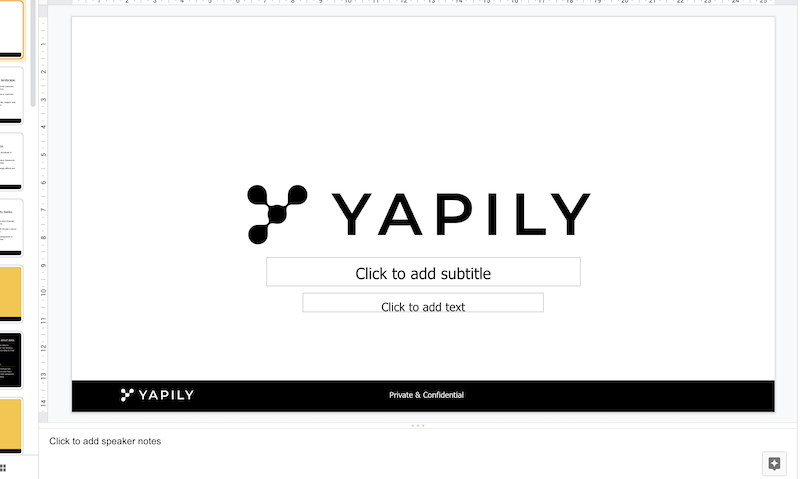 YAPILY
Click to add subtitle
Click to add text
YAPILY
Private & Confidential
Click to add speaker notes